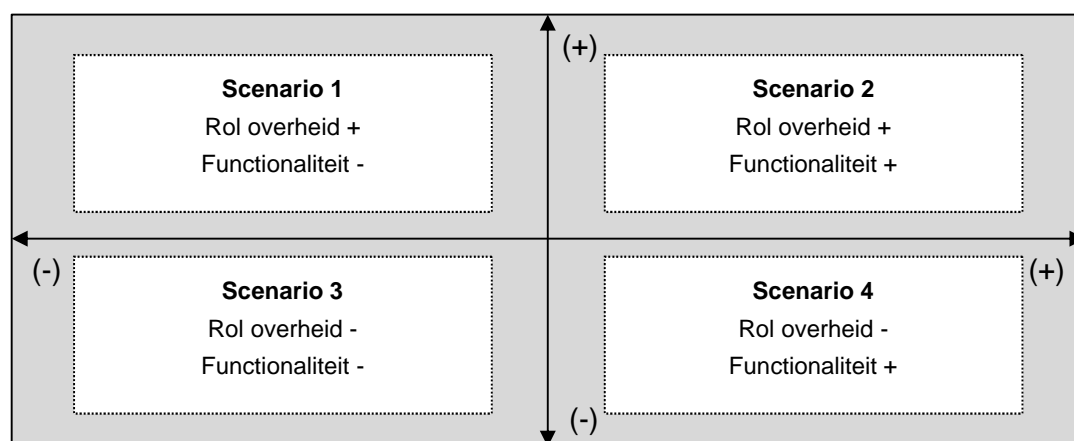 (+)
Scenario 1
Rol overheid +
Functionaliteit -
Scenario 2
Rol overheid +
Functionaliteit +
(-)
(+)
Scenario 3
Rol overheid -
Functionaliteit -
Scenario 4
Rol overheid -
Functionaliteit +
(-)